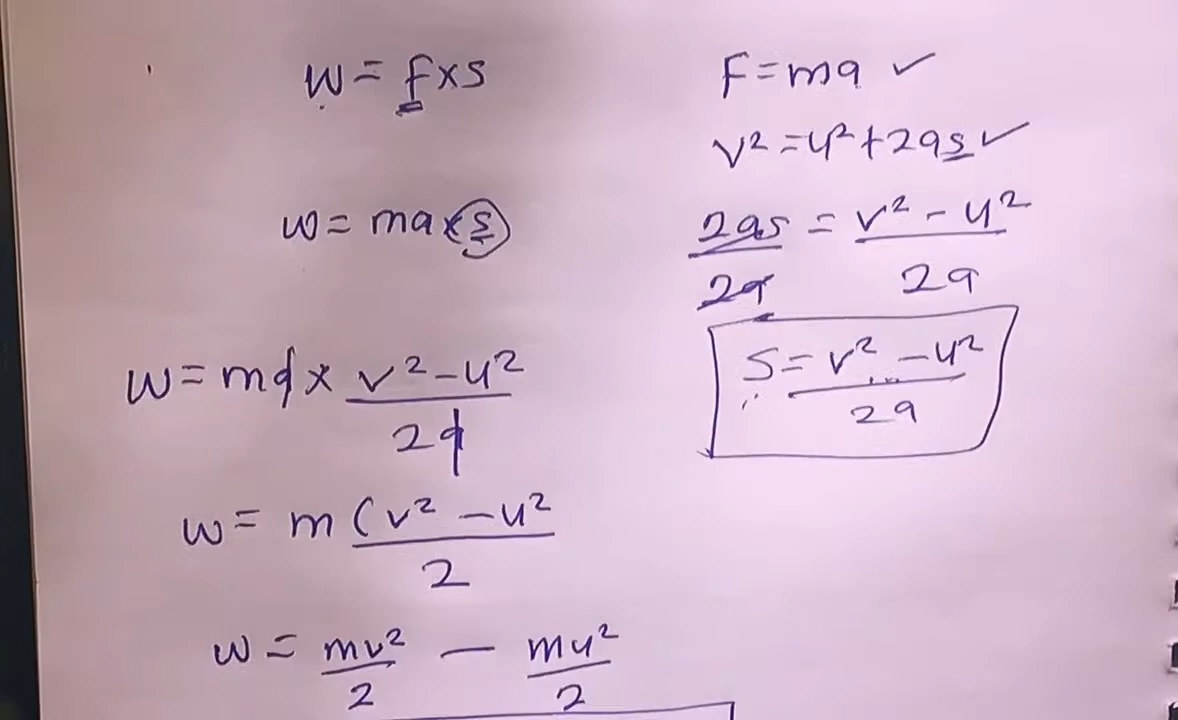 W = f x s
F = ma ✓
v² = u² + 2as ✓
w = ma x s
2as/2a = v² - u²/2a
S = v² - u²/2a
w = ma x v² - u²/2a
w = m (v² - u²/2
w = mv²/2 - mu²/2